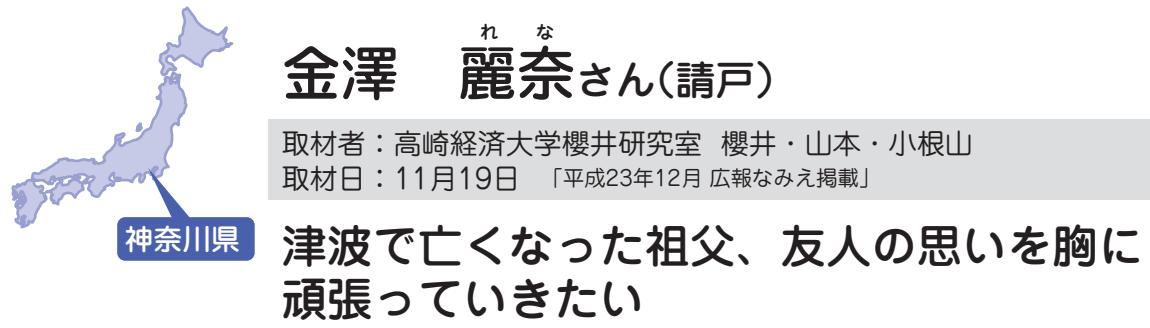 れな
金澤 麗奈さん（請戸）
取材者：高崎経済大学櫻井研究室 櫻井・山本・小根山
取材日：11月19日 「平成23年12月 広報なみえ掲載」
神奈川県
津波で亡くなった祖父、友人の思いを胸に
頑張っていきたい